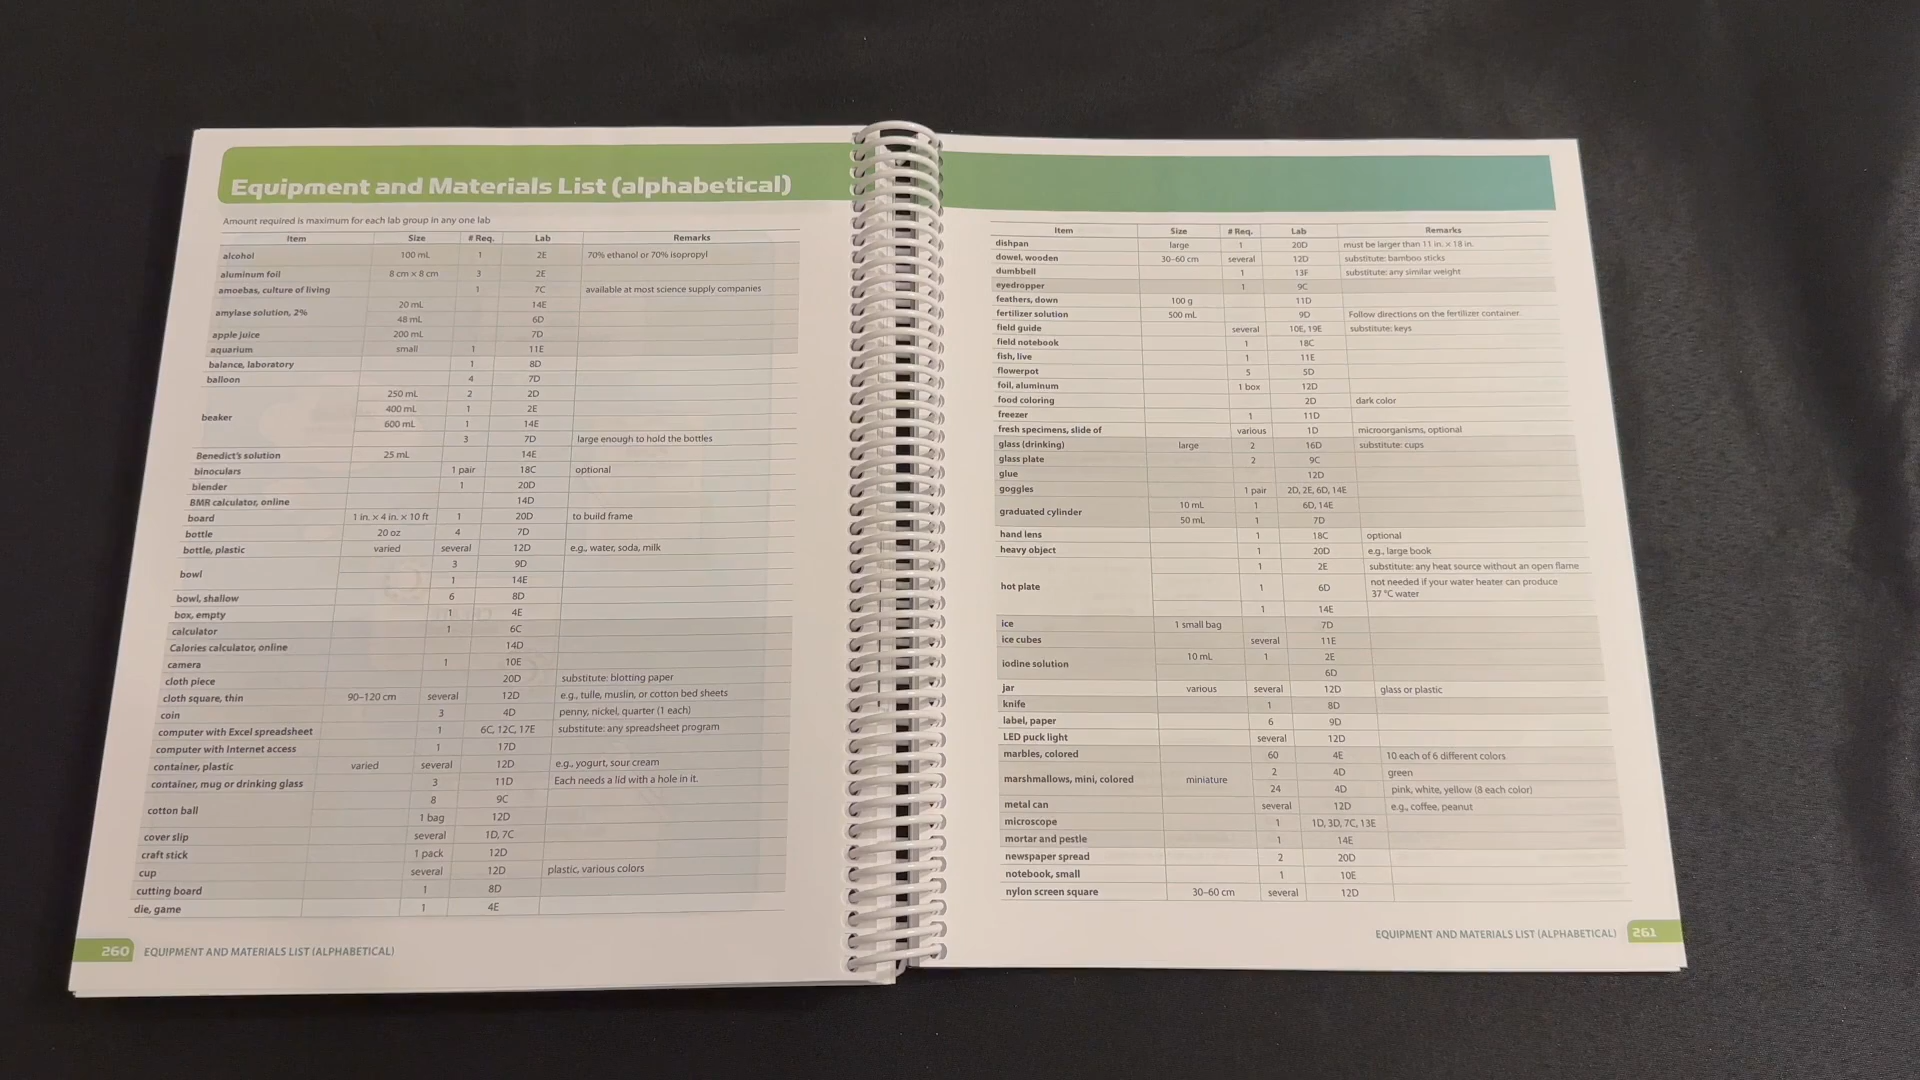 Equipment and Materials List (alphabetical)
Amount required is maximum for each lab group in any one lab
Item Size # Req. Lab Remarks
alcohol 100 mL 1 2E 70% ethanol or 70% isopropyl
aluminum foil 8 cm x 8 cm 3 2E
amoebas, culture of living 1 7C available at most science supply companies
amylase solution, 2% 20 mL 14E
48 mL 6D
apple juice 200 mL 7D
aquarium small 1 11E
balance, laboratory 1 8D
balloon 4 7D
beaker 250 mL 2 2D
400 mL 1 2E
600 mL 1 14E
3 7D large enough to hold the bottles
Benedict's solution 25 mL 14E
binoculars 1 pair 18C optional
blender 1 20D
BMR calculator, online 14D
board 1 in. × 4 in. × 10 ft 1 20D to build frame
bottle 20 oz 4 7D
bottle, plastic varied several 12D e.g., water, soda, milk
bowl 3 9D
1 14E
bowl, shallow 6 8D
box, empty 1 4E
calculator 1 6C
Calories calculator, online 14D
camera 1 10E
cloth piece 20D substitute: blotting paper
cloth square, thin 90–120 cm several 12D e.g., tulle, muslin, or cotton bed sheets
coin 3 4D penny, nickel, quarter (1 each)
computer with Excel spreadsheet 1 6C, 12C, 17E substitute: any spreadsheet program
computer with Internet access 1 17D
container, plastic varied several 12D e.g., yogurt, sour cream
container, mug or drinking glass 3 11D Each needs a lid with a hole in it.
cotton ball 8 9C
1 bag 12D
cover slip several 1D, 7C
craft stick 1 pack 12D
cup several 12D plastic, various colors
cutting board 1 8D
die, game 1 4E
260 EQUIPMENT AND MATERIALS LIST (ALPHABETICAL)
Item Size # Req. Lab Remarks
dishpan large 1 20D must be larger than 11 in. × 18 in.
dowel, wooden 30–60 cm several 12D substitute: bamboo sticks
dumbbell 1 13F substitute: any similar weight
eyedropper 1 9C
feathers, down 100 g 11D
fertilizer solution 500 mL 9D Follow directions on the fertilizer container.
field guide several 10E, 19E substitute: keys
field notebook 1 18C
fish, live 1 11E
flowerpot 5 5D
foil, aluminum 1 box 12D
food coloring 2D dark color
freezer 1 11D
fresh specimens, slide of various 1D microorganisms, optional
glass (drinking) large 2 16D substitute: cups
glass plate 2 9C
glue 12D
goggles 1 pair 2D, 2E, 6D, 14E
graduated cylinder 10 mL 1 6D, 14E
50 mL 1 7D
hand lens 1 18C optional
heavy object 1 20D e.g., large book
hot plate 1 2E substitute: any heat source without an open flame
1 6D not needed if your water heater can produce
37 °C water
1 14E
ice 1 small bag 7D
ice cubes several 11E
iodine solution 10 mL 1 2E
6D
jar various several 12D glass or plastic
knife 1 8D
label, paper 6 9D
LED puck light several 12D
marbles, colored 60 4E 10 each of 6 different colors
marshmallows, mini, colored miniature 2 4D green
24 4D pink, white, yellow (8 each color)
metal can several 12D e.g., coffee, peanut
microscope 1 1D, 3D, 7C, 13E
mortar and pestle 1 14E
newspaper spread 2 20D
notebook, small 1 10E
nylon screen square 30–60 cm several 12D
EQUIPMENT AND MATERIALS LIST (ALPHABETICAL) 261